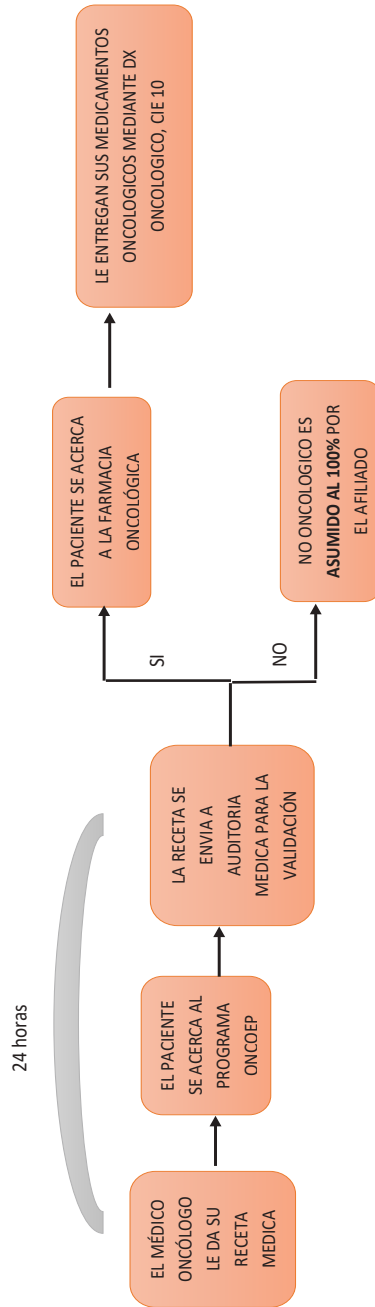 24 horas
EL MÉDICO
ONCÓLOGO
LE DA SU
RECETA
MEDICA
EL PACIENTE
SE ACERCA AL
PROGRAMA
ONCOEP
LA RECETA SE
ENVIA A
AUDITORIA
MEDICA PARA LA
VALIDACIÓN
SI
EL PACIENTE SE ACERCA
A LA FARMACIA
ONCOLÓGICA
LE ENTREGAN SUS MEDICAMENTOS
ONCOLOGICOS MEDIANTE DX
ONCOLOGICO, CIE 10
NO
NO ONCOLOGICO ES
ASUMIDO AL 100% POR
EL AFILIADO